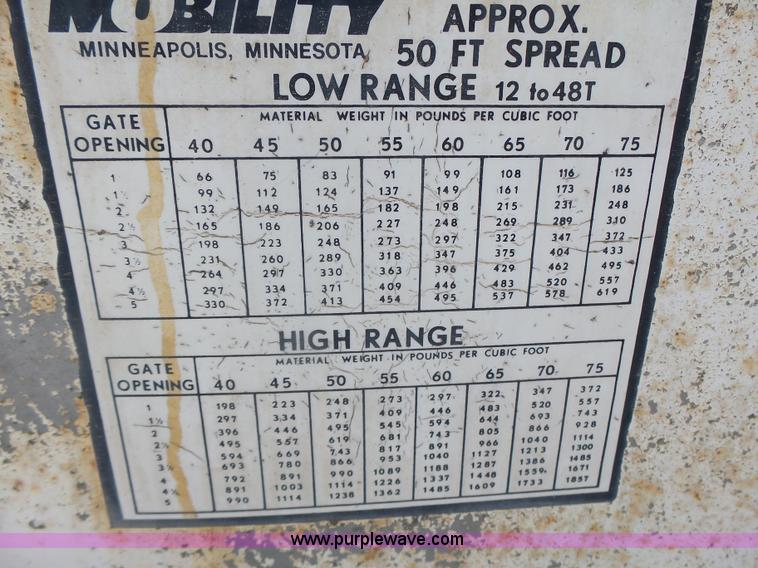 MOBILITY APPROX.
MINNEAPOLIS, MINNESOTA 50 FT SPREAD
LOW RANGE 12 to 48T
GATE OPENING MATERIAL WEIGHT IN POUNDS PER CUBIC FOOT
40 45 50 55 60 65 70 75
1 66 75 83 91 99 108 116 125
1½ 99 112 124 137 149 161 173 186
2 132 149 165 182 198 215 231 248
2½ 165 186 206 227 248 269 289 310
3 198 223 248 273 297 322 347 372
3½ 231 260 289 318 347 375 404 433
4 264 297 330 363 396 429 462 495
4½ 297 334 371 409 446 483 520 557
5 330 372 413 454 495 537 578 619
HIGH RANGE
GATE OPENING MATERIAL WEIGHT IN POUNDS PER CUBIC FOOT
40 45 50 55 60 65 70 75
1 198 223 248 273 297 322 347 372
1½ 297 334 371 409 446 483 520 557
2 396 446 495 545 594 644 693 743
2½ 495 557 619 681 743 805 866 928
3 594 669 743 817 891 966 1040 1114
3½ 693 780 866 953 1040 1127 1213 1300
4 792 891 990 1089 1188 1287 1386 1485
4½ 891 1003 1114 1226 1337 1448 1559 1671
5 990 1114 1238 1362 1485 1609 1733 1857
www.purplewave.com